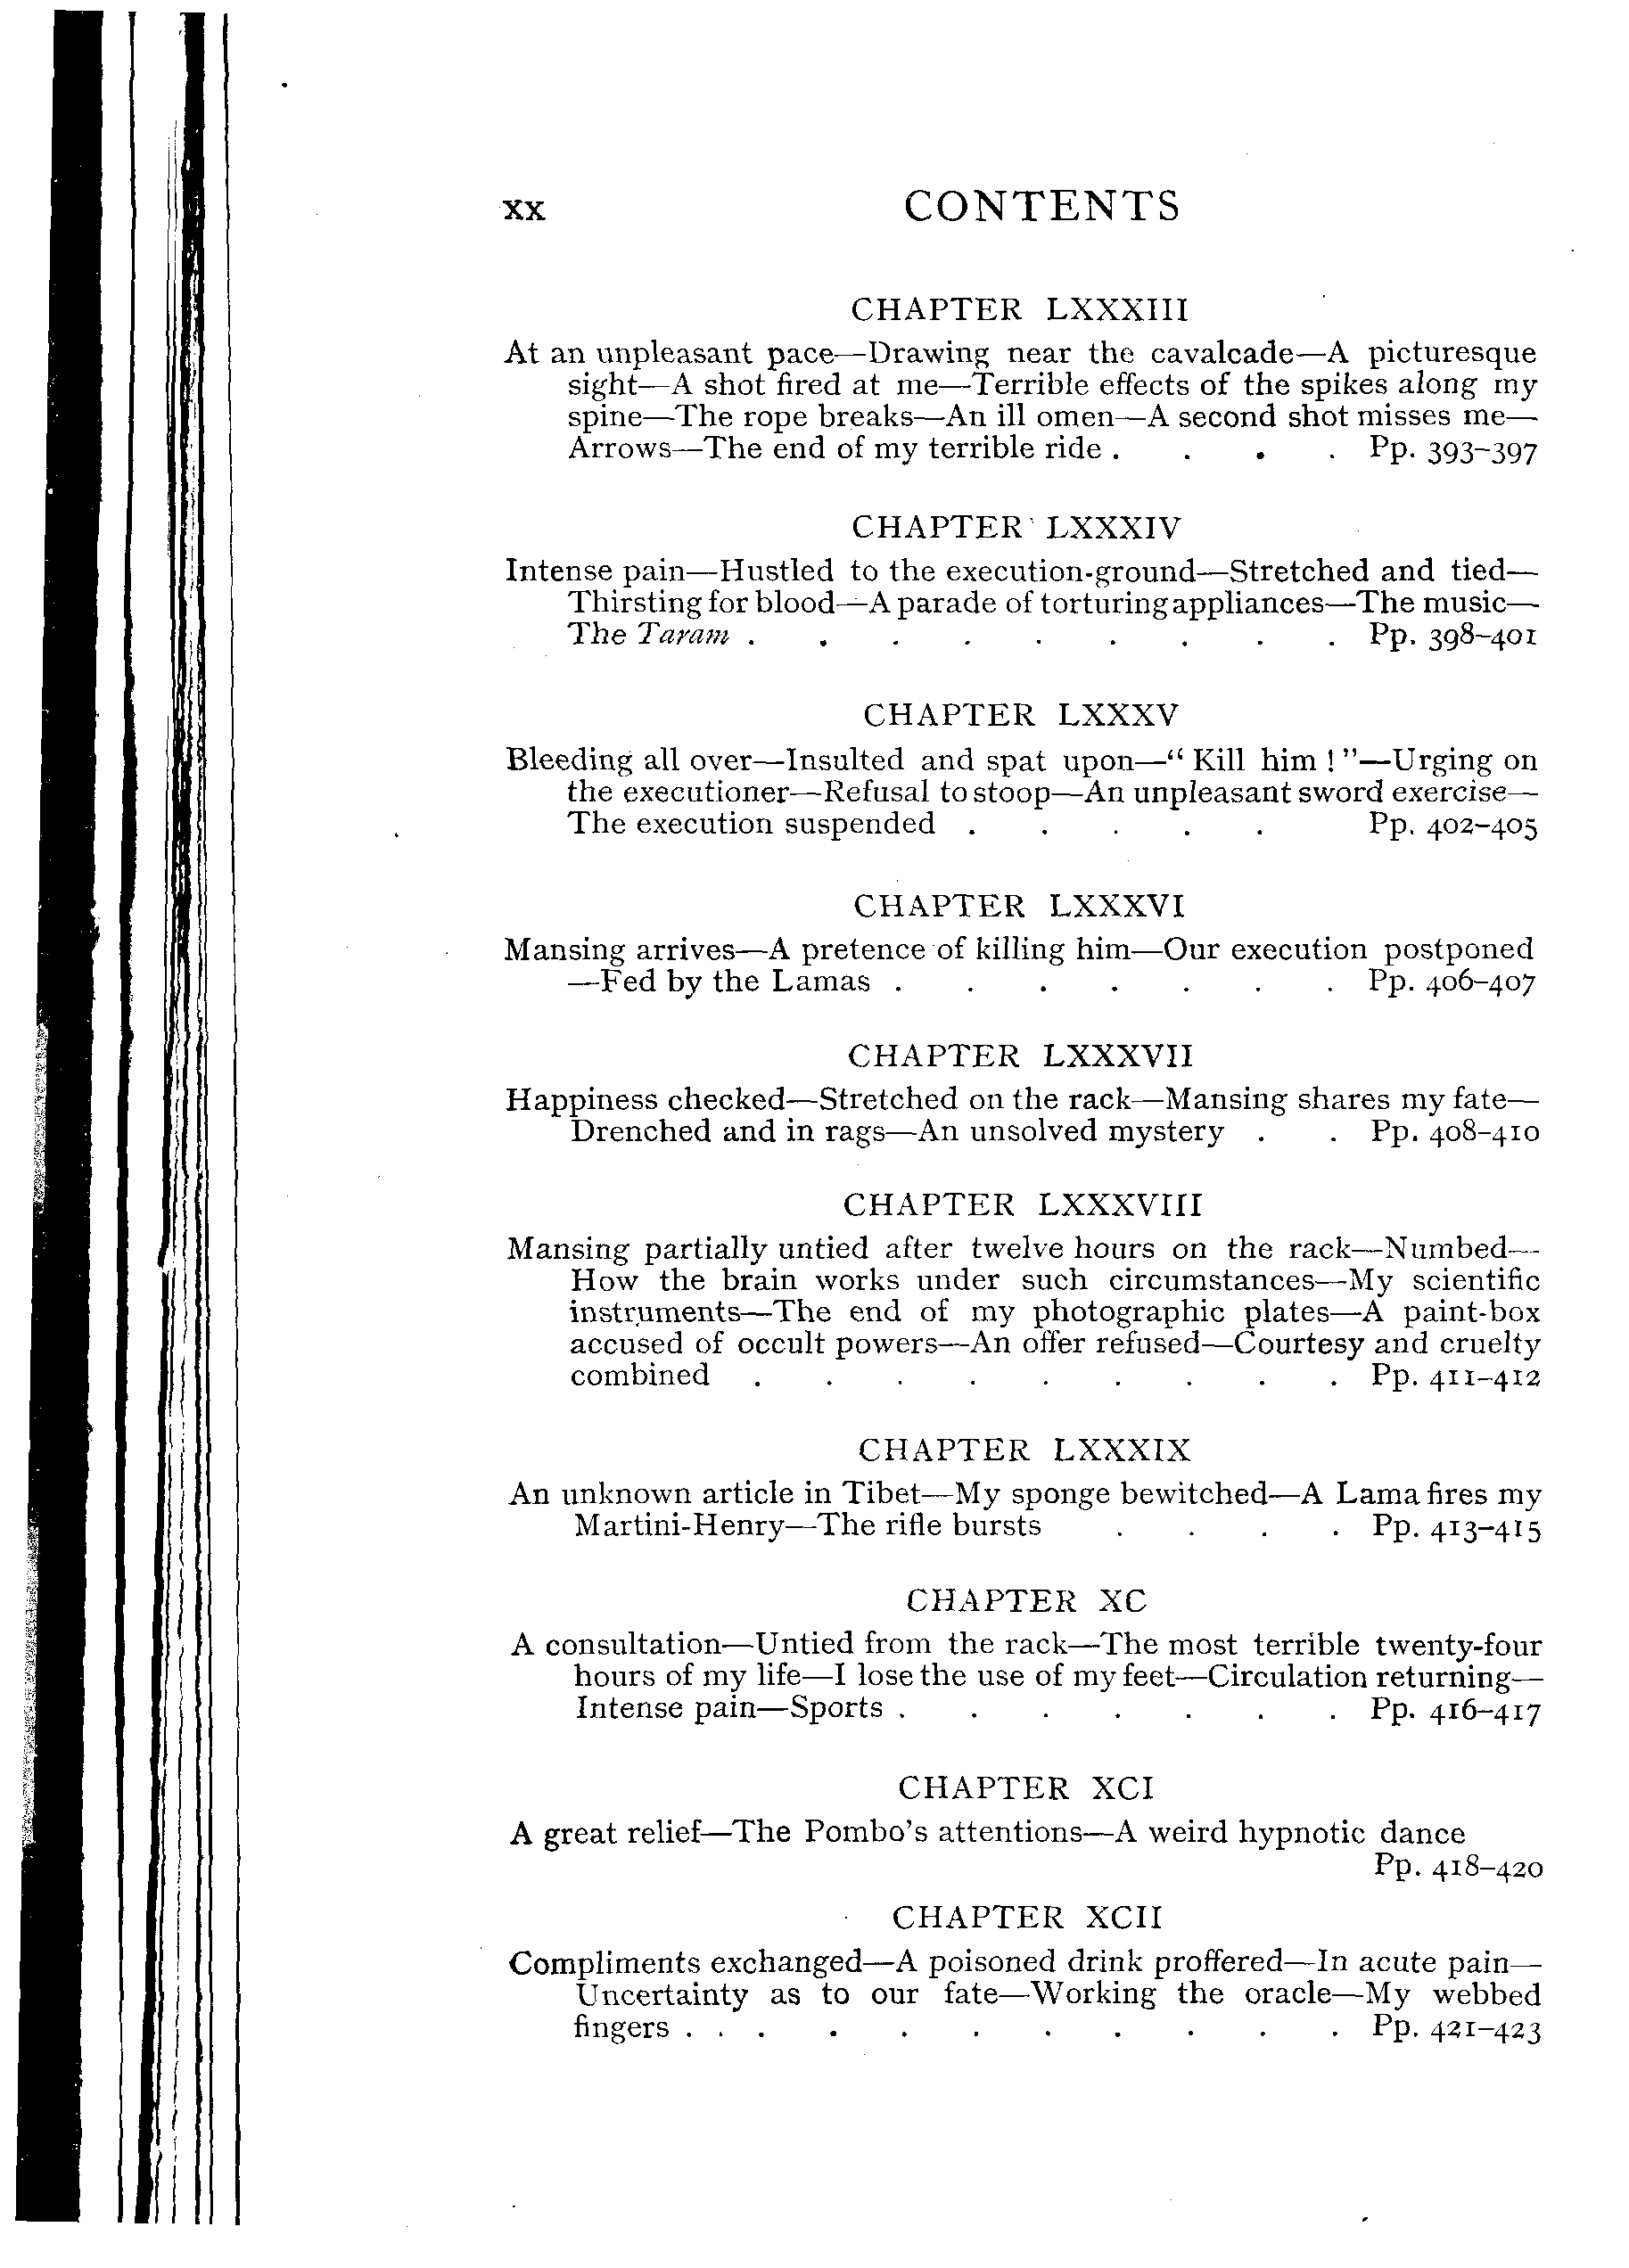 xx CONTENTS
CHAPTER LXXXIII
At an unpleasant pace—Drawing near the cavalcade—A picturesque
sight—A shot fired at me—Terrible effects of the spikes along my
spine—The rope breaks—An ill omen—A second shot misses me—
Arrows—The end of my terrible ride . . . . Pp. 393-397
CHAPTER LXXXIV
Intense pain—Hustled to the execution-ground—Stretched and tied—
Thirsting for blood—A parade of torturing appliances—The music—
The Taram . . . . . . . . . Pp. 398-401
CHAPTER LXXXV
Bleeding all over—Insulted and spat upon—“ Kill him ! ”—Urging on
the executioner—Refusal to stoop—An unpleasant sword exercise—
The execution suspended . . . . . Pp. 402-405
CHAPTER LXXXVI
Mansing arrives—A pretence of killing him—Our execution postponed
—Fed by the Lamas . . . . . . . Pp. 406-407
CHAPTER LXXXVII
Happiness checked—Stretched on the rack—Mansing shares my fate—
Drenched and in rags—An unsolved mystery . . Pp. 408-410
CHAPTER LXXXVIII
Mansing partially untied after twelve hours on the rack—Numbed—
How the brain works under such circumstances—My scientific
instruments—The end of my photographic plates—A paint-box
accused of occult powers—An offer refused—Courtesy and cruelty
combined . . . . . . . . . Pp. 411-412
CHAPTER LXXXIX
An unknown article in Tibet—My sponge bewitched—A Lama fires my
Martini-Henry—The rifle bursts . . . . Pp. 413-415
CHAPTER XC
A consultation—Untied from the rack—The most terrible twenty-four
hours of my life—I lose the use of my feet—Circulation returning—
Intense pain—Sports . . . . . . . Pp. 416-417
CHAPTER XCI
A great relief—The Pombo's attentions—A weird hypnotic dance
Pp. 418-420
CHAPTER XCII
Compliments exchanged—A poisoned drink proffered—In acute pain—
Uncertainty as to our fate—Working the oracle—My webbed
fingers . . . . . . . . . . . Pp. 421-423